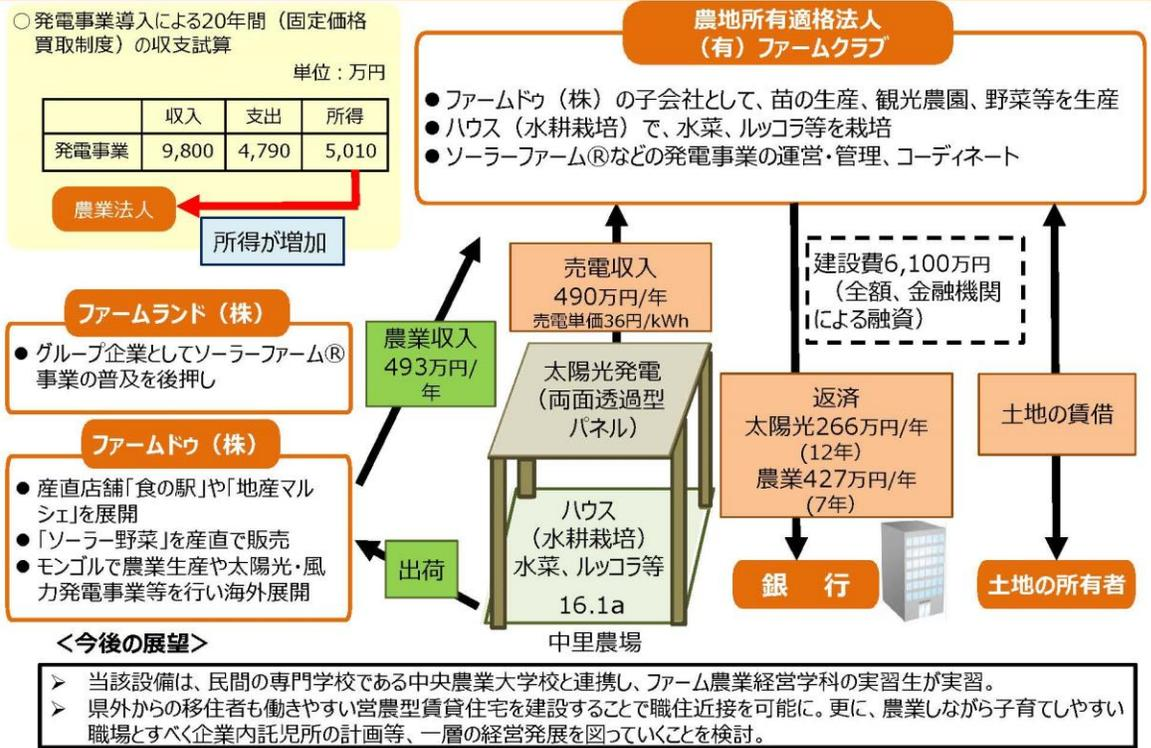 ○発電事業導入による20年間（固定価格
買取制度）の収支試算
単位：万円
収入 支出 所得
発電事業 9,800 4,790 5,010
農業法人
所得が増加
農地所有適格法人
（有）ファームクラブ
●ファームドゥ（株）の子会社として、苗の生産、観光農園、野菜等を生産
●ハウス（水耕栽培）で、水菜、ルッコラ等を栽培
●ソーラーファーム®などの発電事業の運営・管理、コーディネート
ファームランド（株）
●グループ企業としてソーラーファーム®
事業の普及を後押し
ファームドゥ（株）
●産直店舗「食の駅」や「地産マル
シェ」を展開
●「ソーラー野菜」を産直で販売
●モンゴルで農業生産や太陽光・風
力発電事業等を行い海外展開
農業収入
493万円/
年
出荷
売電収入
490万円/年
売電単価36円/kWh
太陽光発電
（両面透過型
パネル）
ハウス
（水耕栽培）
水菜、ルッコラ等
16.1a
中里農場
建設費6,100万円
（全額、金融機関
による融資）
返済
太陽光266万円/年
(12年)
農業427万円/年
(7年)
銀 行
土地の賃借
土地の所有者
＜今後の展望＞
➢ 当該設備は、民間の専門学校である中央農業大学校と連携し、ファーム農業経営学科の実習生が実習。
➢ 県外からの移住者も働きやすい営農型賃貸住宅を建設することで職住近接を可能に。更に、農業しながら子育てしやすい
職場とすべく企業内託児所の計画等、一層の経営発展を図っていくことを検討。